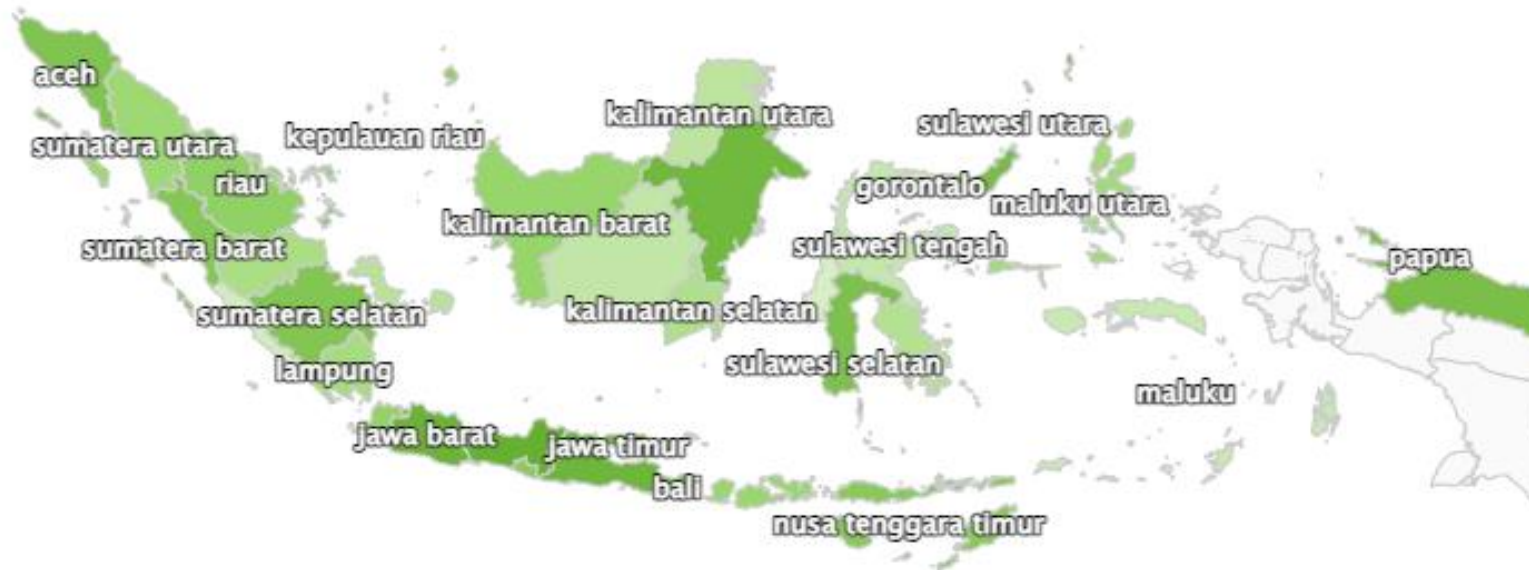 aceh
kalimantan utara
sulawesi utara
kepulauan riau
sumatera utara
riau
gorontalo
maluku utara
kalimantan barat
sumatera barat
sulawesi tengah
papua
sumatera selatan
kalimantan selatan
lampung
sulawesi selatan
maluku
jawa barat
jawa timur
bali
nusa tenggara timur